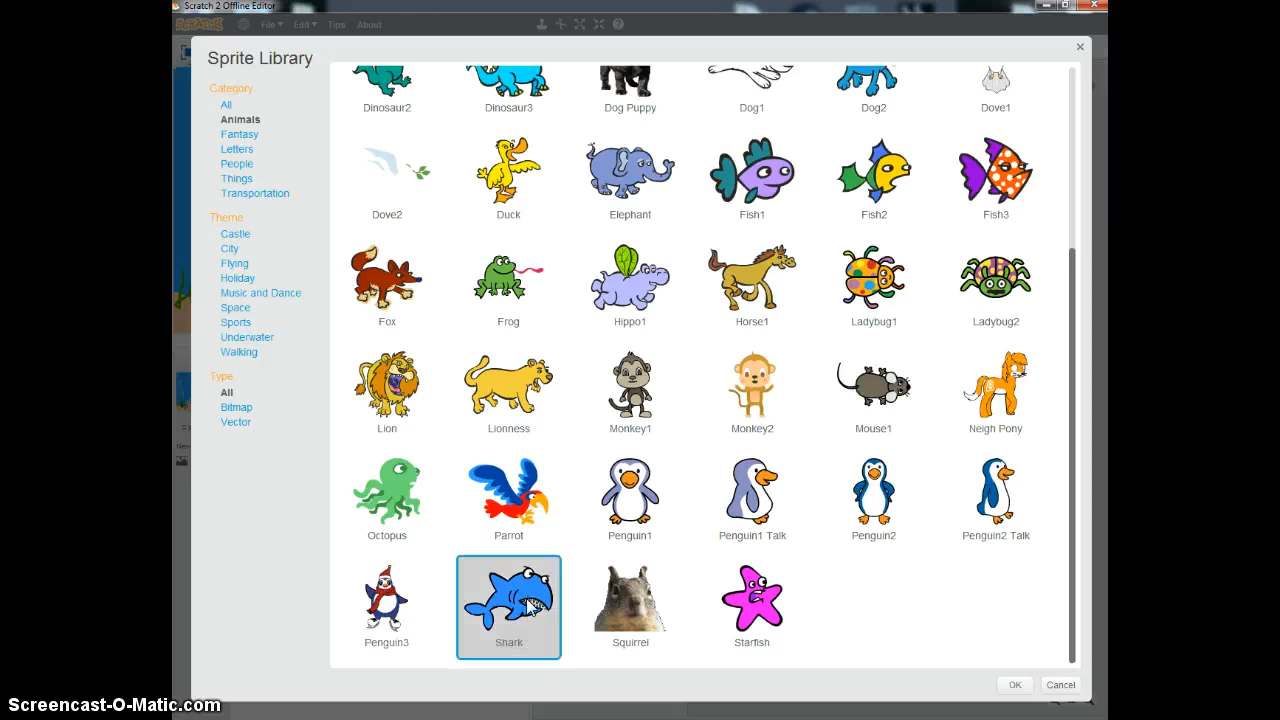 Scratch 2 Offline Editor
SCRATCH File Edit Tips About
Sprite Library
Category
All
Animals
Fantasy
Letters
People
Things
Transportation
Theme
Castle
City
Flying
Holiday
Music and Dance
Space
Sports
Underwater
Walking
Type
All
Bitmap
Vector
Dinosaur2 Dinosaur3 Dog Puppy Dog1 Dog2 Dove1
Dove2 Duck Elephant Fish1 Fish2 Fish3
Fox Frog Hippo1 Horse1 Ladybug1 Ladybug2
Lion Lionness Monkey1 Monkey2 Mouse1 Neigh Pony
Octopus Parrot Penguin1 Penguin1 Talk Penguin2 Penguin2 Talk
Penguin3 Shark Squirrel Starfish
OK Cancel
Screencast-O-Matic.com